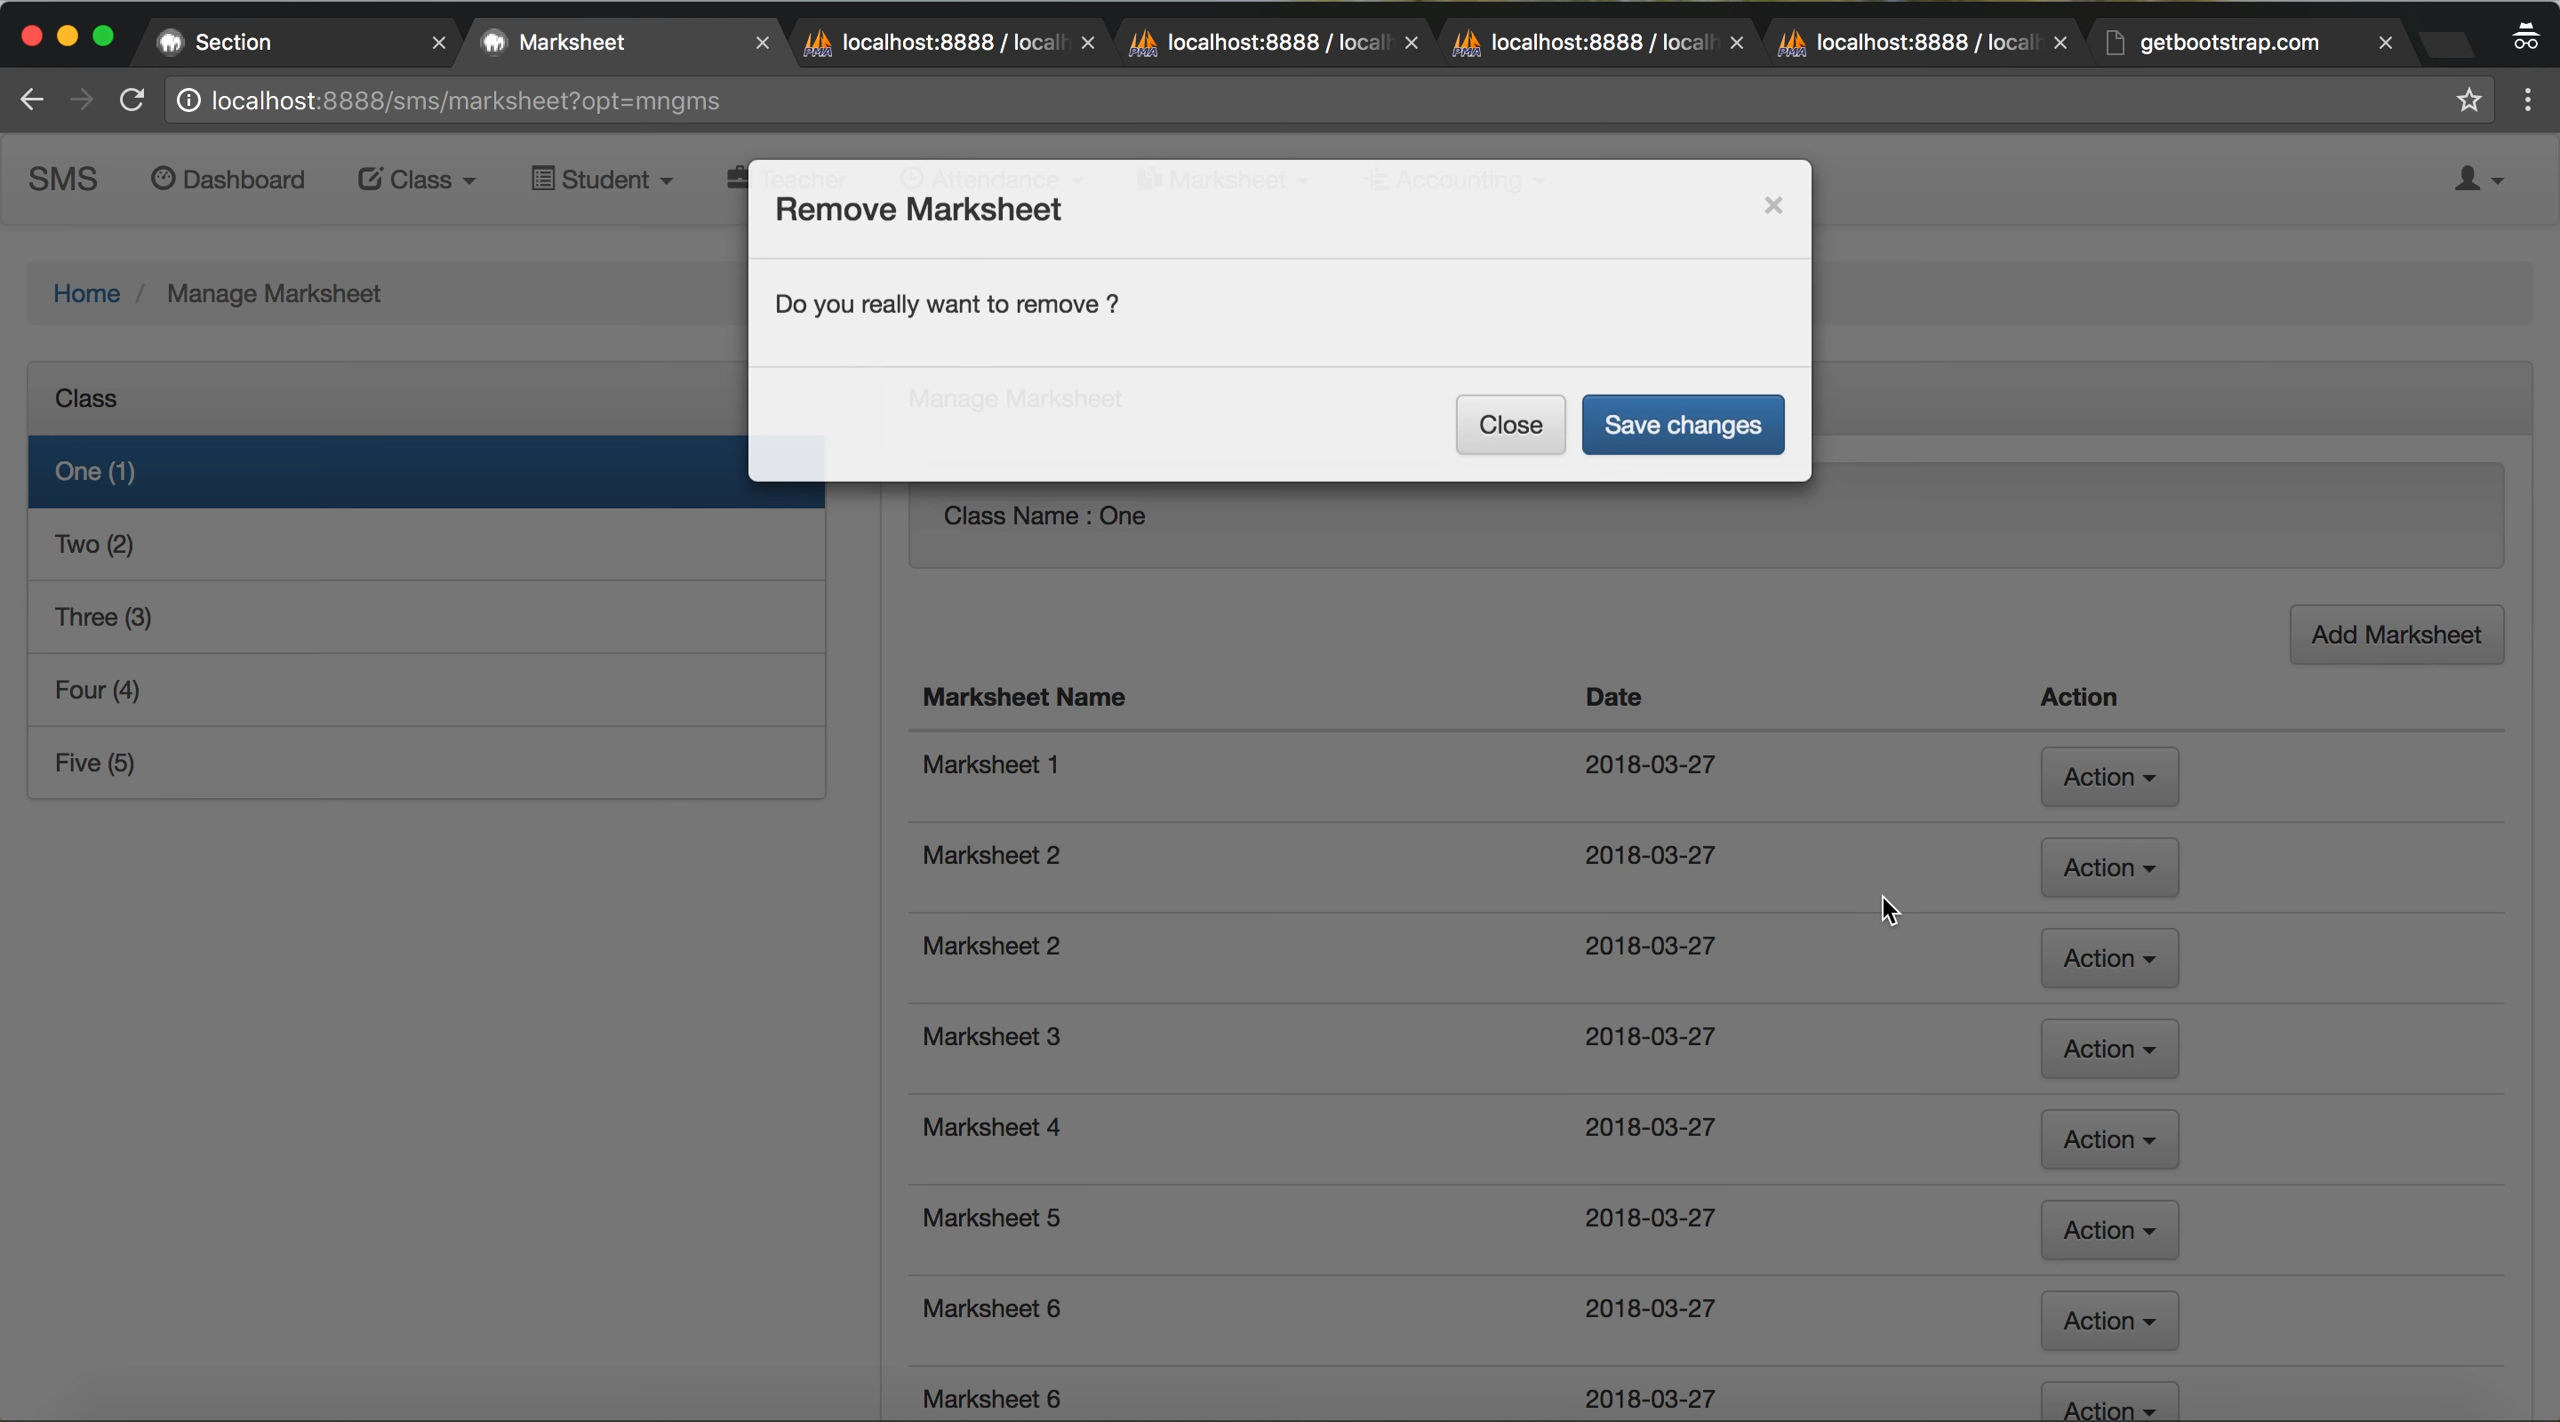 Section
Marksheet
localhost:8888 / local
localhost:8888 / local
localhost:8888 / local
localhost:8888 / local
getbootstrap.com
localhost:8888/sms/marksheet?opt=mngms
SMS Dashboard Class Student Teacher Attendance Marksheet Accounting
Remove Marksheet ×
Do you really want to remove ?
Close Save changes
Home / Manage Marksheet
Class
One (1)
Two (2)
Three (3)
Four (4)
Five (5)
Manage Marksheet
Class Name : One
Add Marksheet
Marksheet Name Date Action
Marksheet 1 2018-03-27 Action
Marksheet 2 2018-03-27 Action
Marksheet 2 2018-03-27 Action
Marksheet 3 2018-03-27 Action
Marksheet 4 2018-03-27 Action
Marksheet 5 2018-03-27 Action
Marksheet 6 2018-03-27 Action
Marksheet 6 2018-03-27 Action